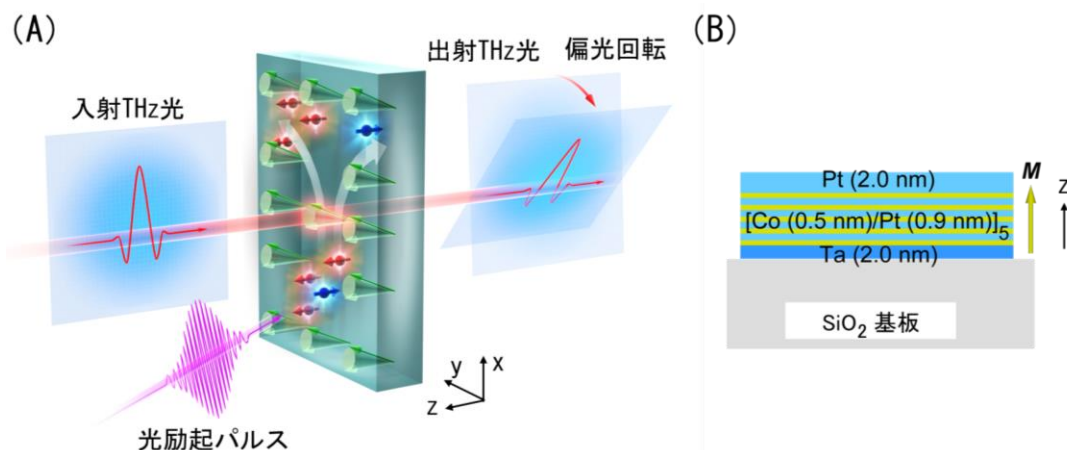 (A)
入射THz光
出射THz光 偏光回転
光励起パルス
x
y
z
(B)
Pt (2.0 nm)
[Co (0.5 nm)/Pt (0.9 nm)]5
Ta (2.0 nm)
M
z
SiO2 基板